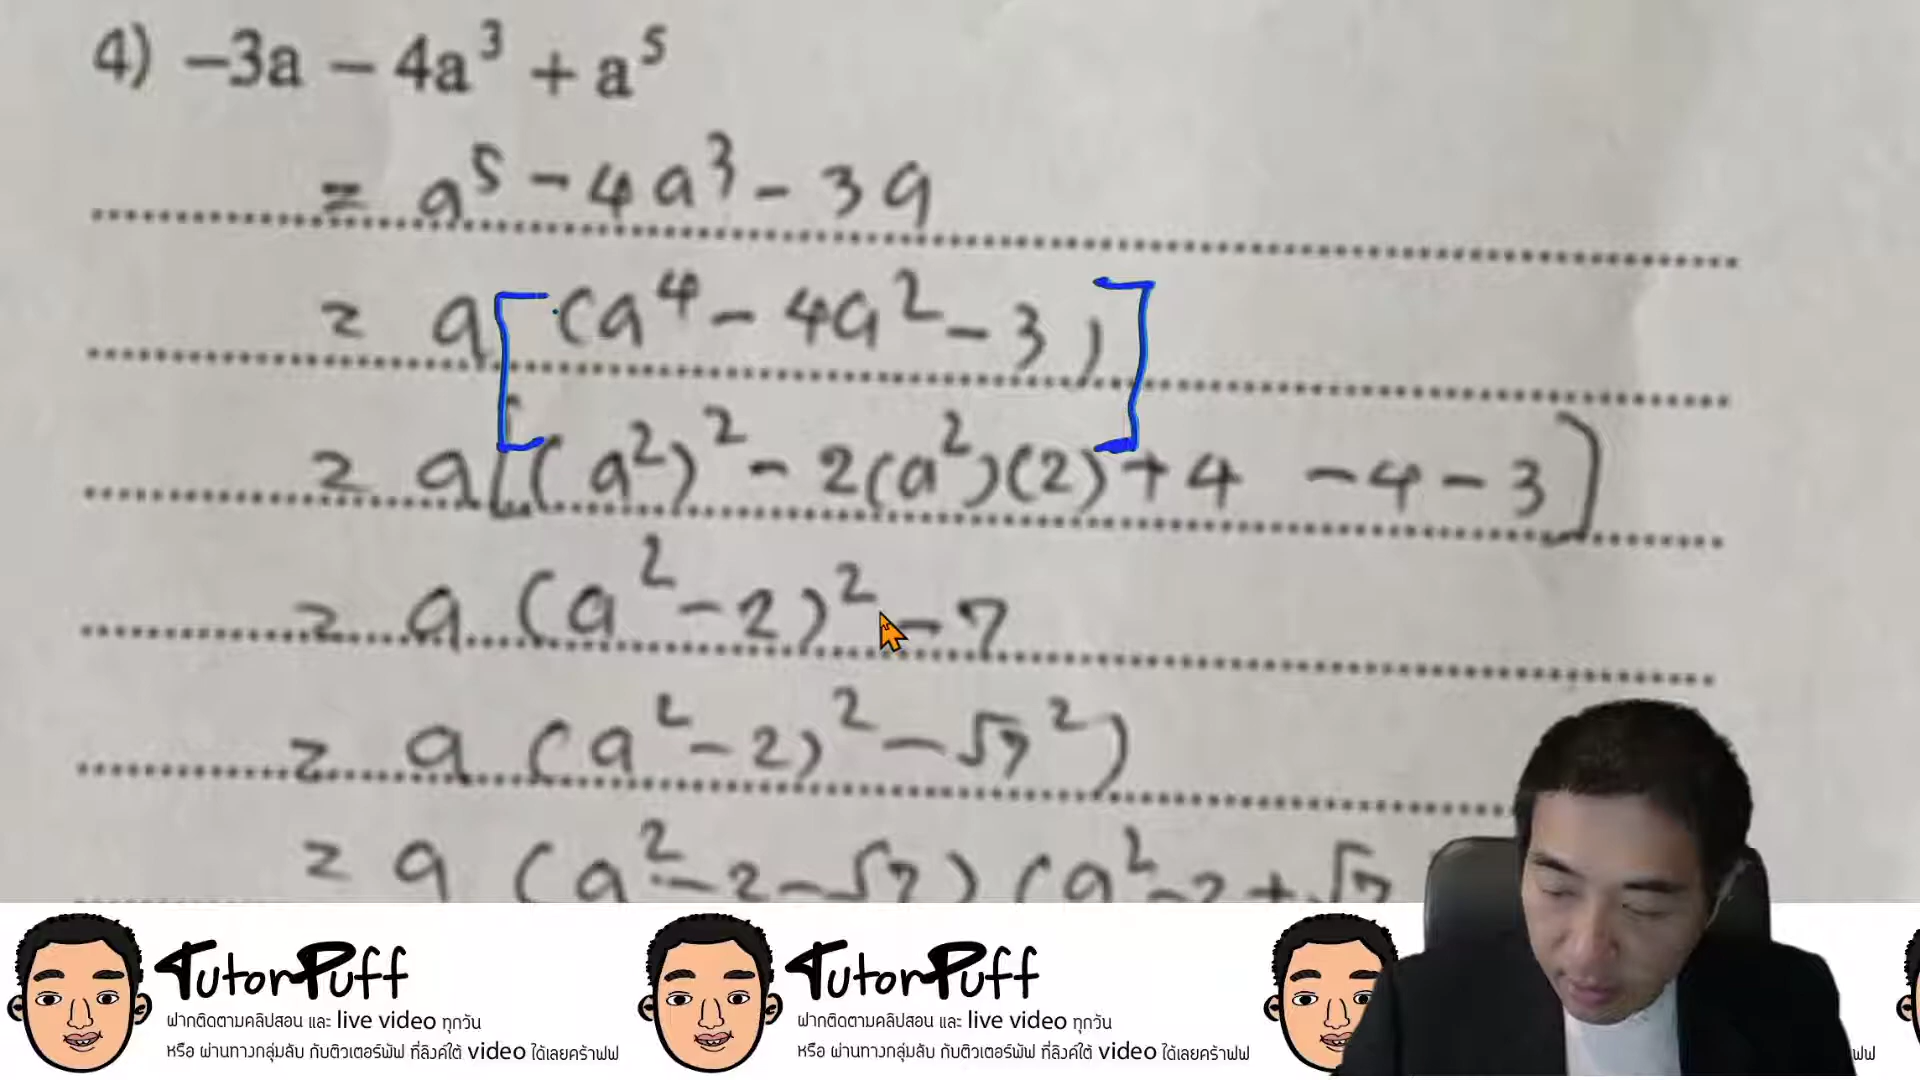 4) −3a − 4a³ + a⁵
= a⁵ − 4a³ − 3a
= a[(a⁴ − 4a² − 3)]
= a[(a²)² − 2(a²)(2) + 4 − 4 − 3]
= a (a² − 2)² − 7
= a (a² − 2)² − √7²)
= a (a² − 2 − √7) (a² − 2 + √7
TutorPuff
ฝากติดตามคลิปสอน และ live video ทุกวัน
หรือ ผ่านทางกลุ่มลับ กับติวเตอร์พัฟ ที่ลิงค์ใต้ video ได้เลยคร้าฟฟ
TutorPuff
ฝากติดตามคลิปสอน และ live video ทุกวัน
หรือ ผ่านทางกลุ่มลับ กับติวเตอร์พัฟ ที่ลิงค์ใต้ video ได้เลยคร้าฟฟ